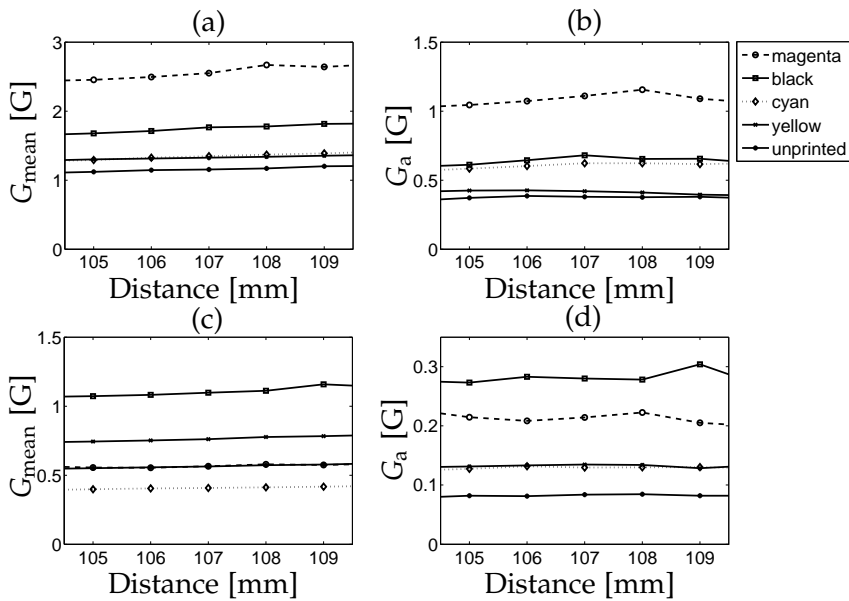 (a)
3
2
1
0
105 106 107 108 109
Distance [mm]
G_mean [G]
(b)
1.5
1
0.5
0
105 106 107 108 109
Distance [mm]
G_a [G]
magenta
black
cyan
yellow
unprinted
(c)
1.5
1
0.5
0
105 106 107 108 109
Distance [mm]
G_mean [G]
(d)
0.3
0.2
0.1
0
105 106 107 108 109
Distance [mm]
G_a [G]